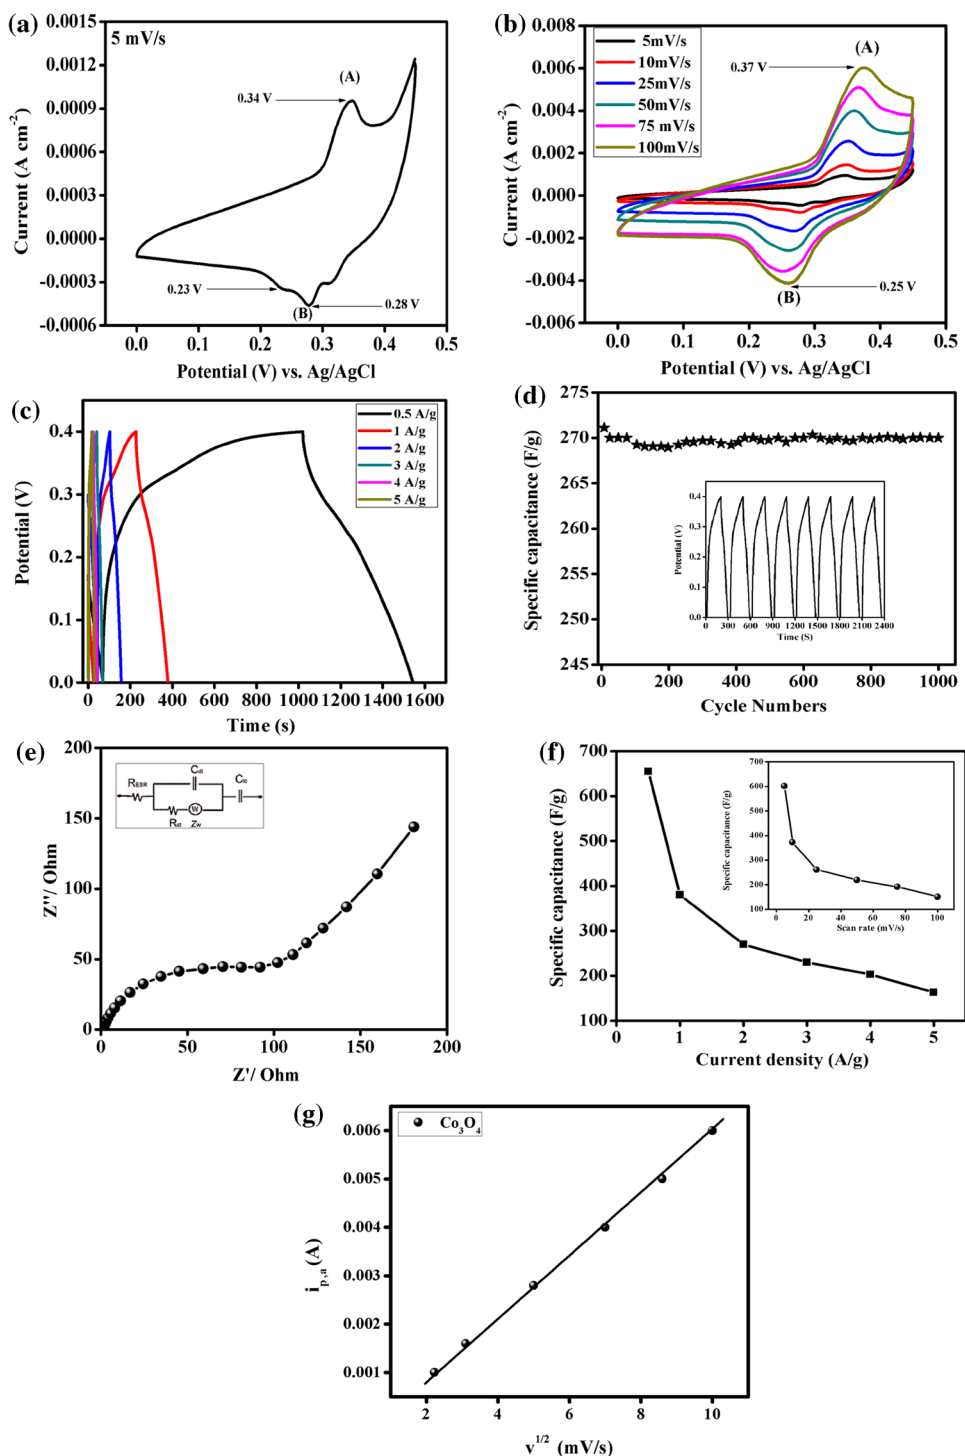 (a)
5 mV/s
0.0015
0.0012
0.0009
0.0006
0.0003
0.0000
-0.0003
-0.0006
Current (A cm-2)
(A)
0.34 V
0.23 V
(B)
0.28 V
0.0 0.1 0.2 0.3 0.4 0.5
Potential (V) vs. Ag/AgCl
(b)
0.008
0.006
0.004
0.002
0.000
-0.002
-0.004
-0.006
Current (A cm-2)
5mV/s
10mV/s
25mV/s
50mV/s
75 mV/s
100mV/s
(A)
0.37 V
(B)
0.25 V
0.0 0.1 0.2 0.3 0.4 0.5
Potential (V) vs. Ag/AgCl
(c)
0.4
0.3
0.2
0.1
0.0
Potential (V)
0.5 A/g
1 A/g
2 A/g
3 A/g
4 A/g
5 A/g
0 200 400 600 800 1000 1200 1400 1600
Time (s)
(d)
275
270
265
260
255
250
245
Specific capacitance (F/g)
0.4
0.3
0.2
0.1
0.0
Potential (V)
0 300 600 900 1200 1500 1800 2100 2400
Time (S)
0 200 400 600 800 1000
Cycle Numbers
(e)
200
150
100
50
0
Z''/ Ohm
RESR
Cdl
Ctc
Rct
W
Zw
0 50 100 150 200
Z'/ Ohm
(f)
700
600
500
400
300
200
100
Specific capacitance (F/g)
700
600
500
400
300
200
100
Specific capacitance (F/g)
0 20 40 60 80 100
Scan rate (mV/s)
0 1 2 3 4 5
Current density (A/g)
(g)
Co3O4
0.006
0.005
0.004
0.003
0.002
0.001
ip,a (A)
2 4 6 8 10
v1/2 (mV/s)